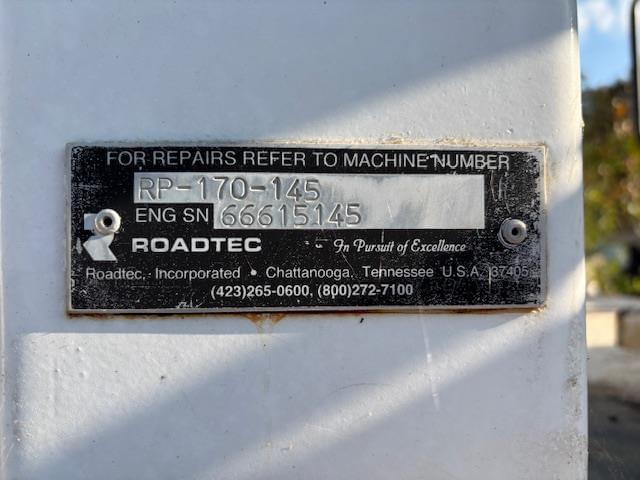 FOR REPAIRS REFER TO MACHINE NUMBER
RP-170-145
ENG SN 66615145
ROADTEC In Pursuit of Excellence
Roadtec, Incorporated • Chattanooga, Tennessee U.S.A. 37405
(423)265-0600, (800)272-7100